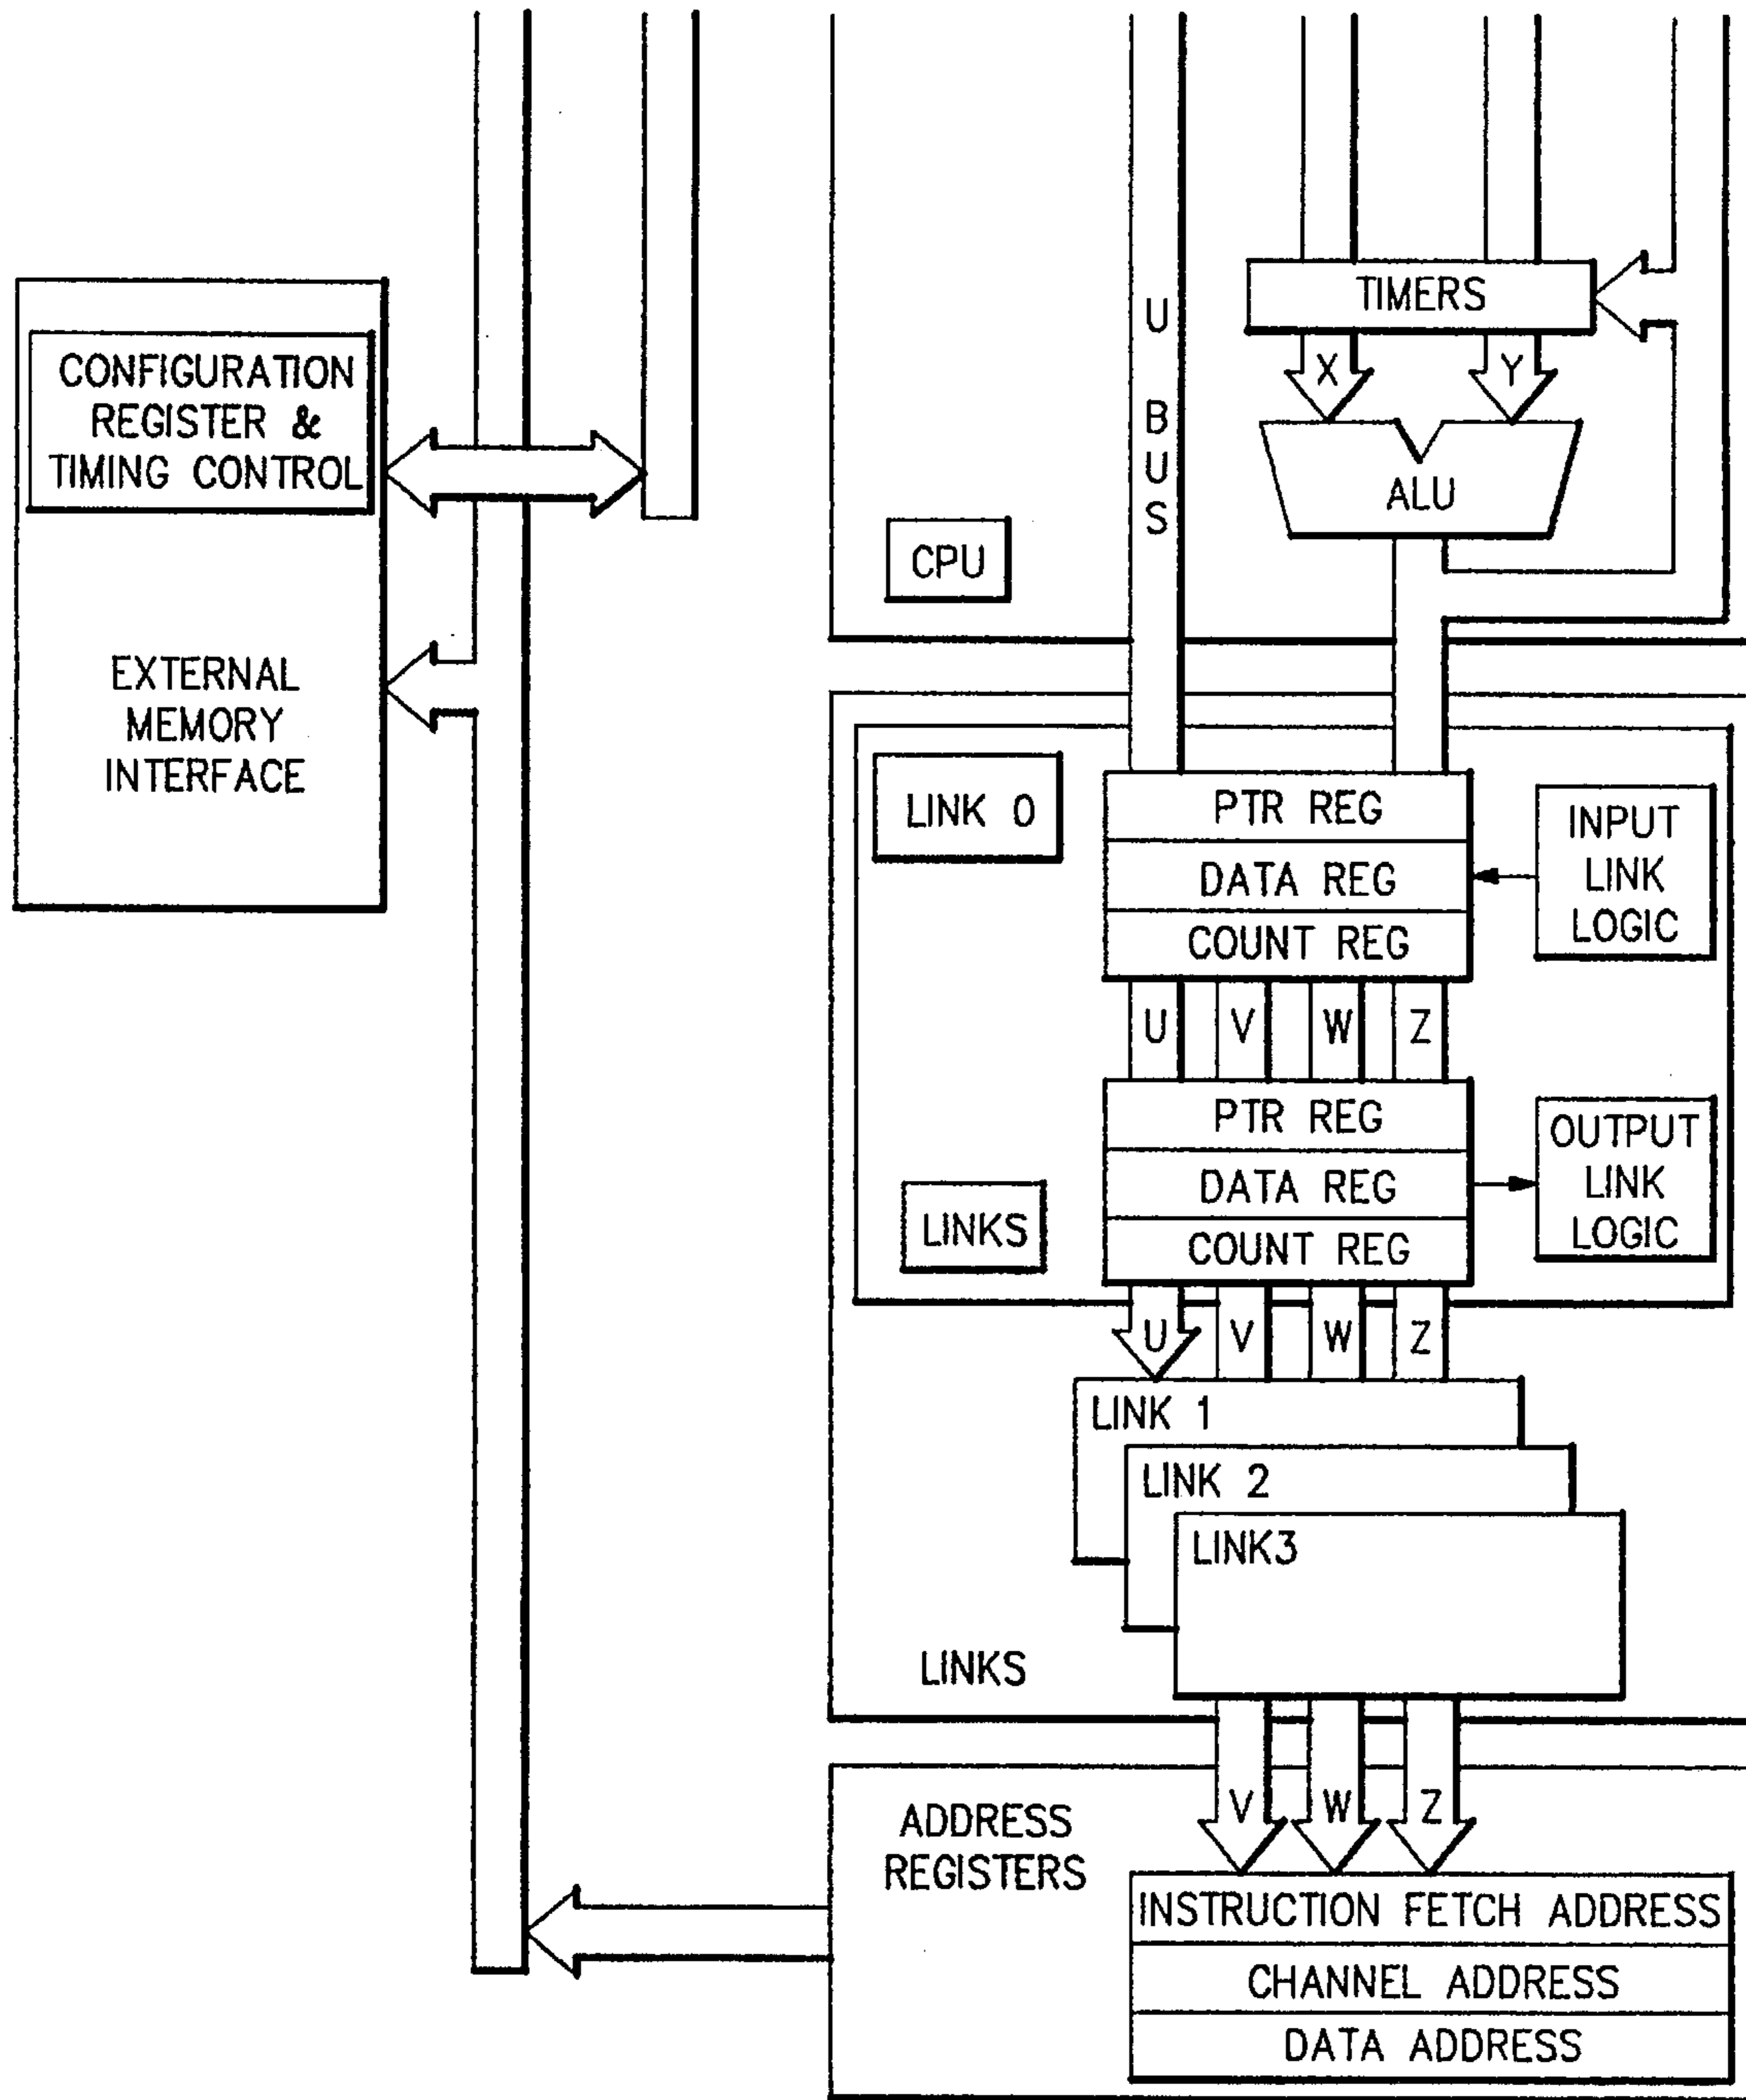 CONFIGURATION
REGISTER &
TIMING CONTROL
EXTERNAL
MEMORY
INTERFACE
U BUS
TIMERS
X
Y
ALU
CPU
LINK 0
PTR REG
DATA REG
COUNT REG
INPUT
LINK
LOGIC
U
V
W
Z
PTR REG
DATA REG
COUNT REG
OUTPUT
LINK
LOGIC
LINKS
U
V
W
Z
LINK 1
LINK 2
LINK3
LINKS
V
W
Z
ADDRESS
REGISTERS
INSTRUCTION FETCH ADDRESS
CHANNEL ADDRESS
DATA ADDRESS